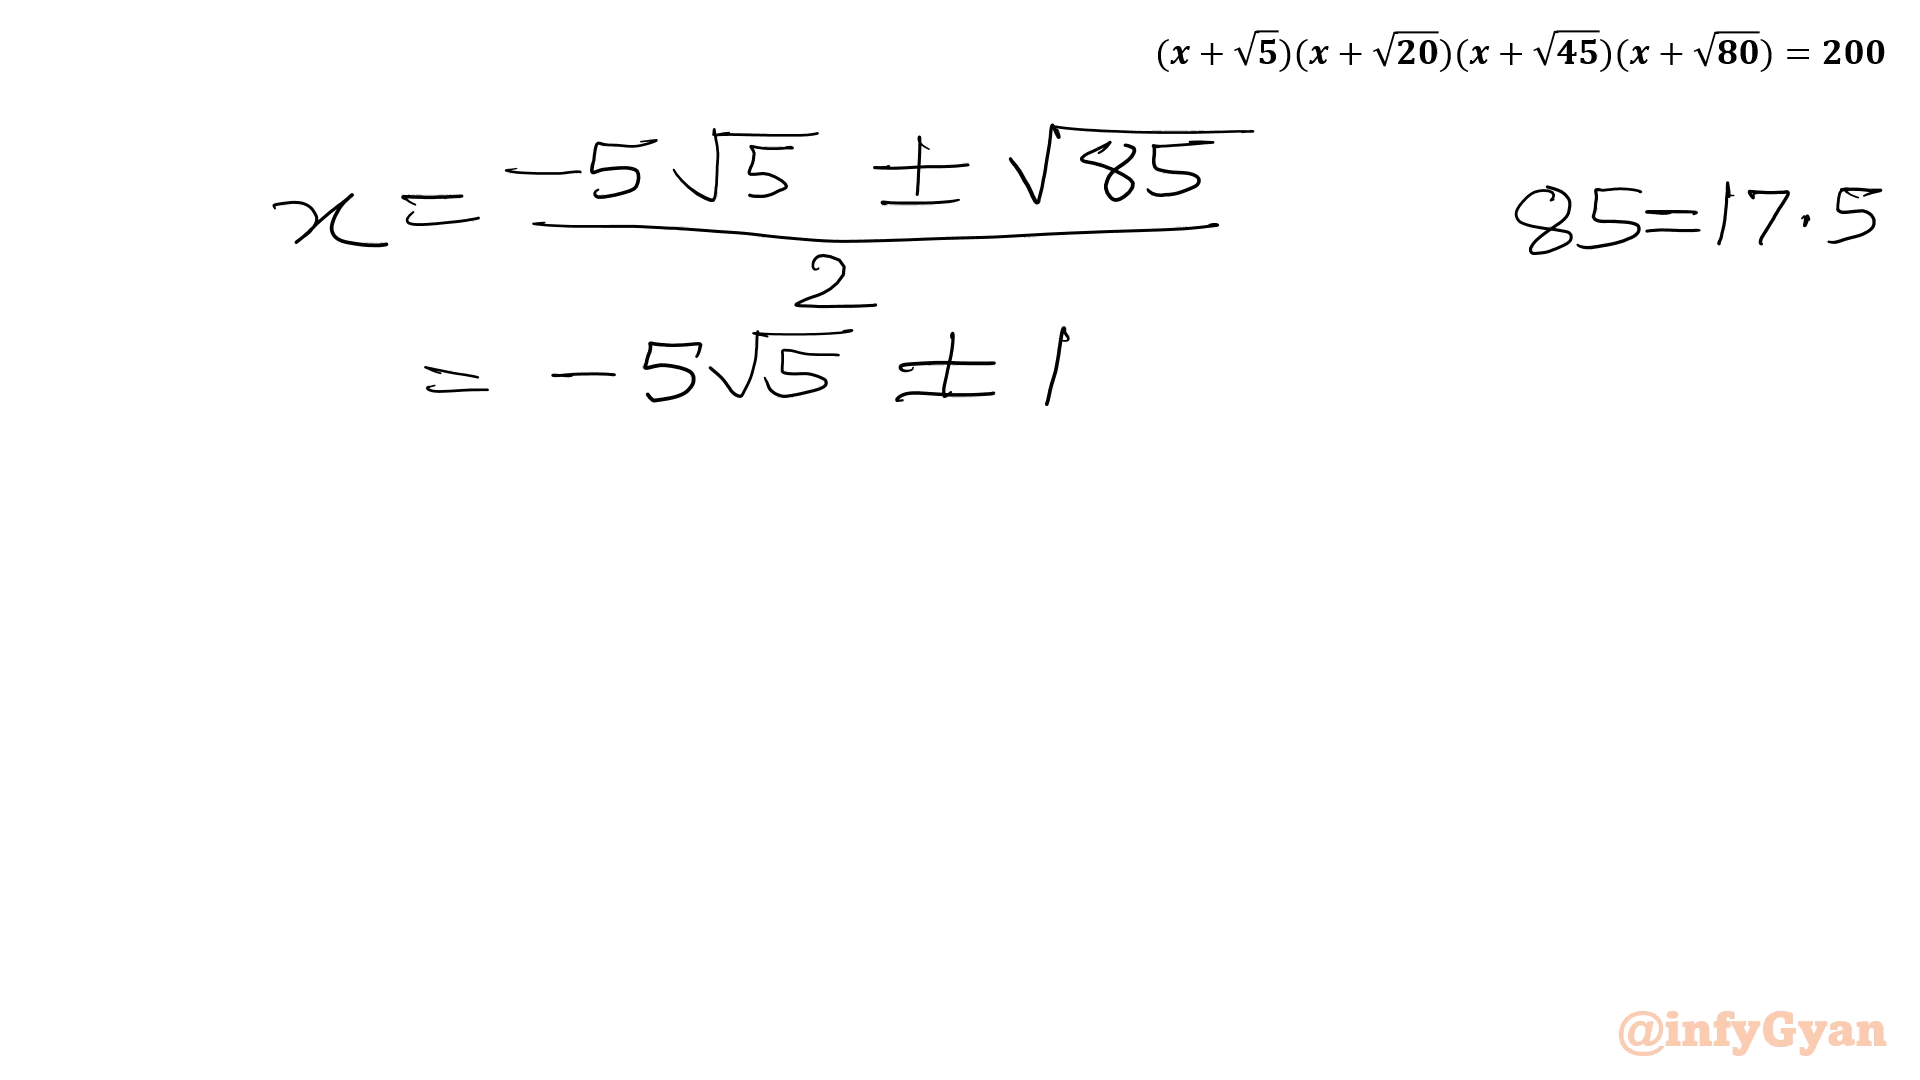 (x + √5)(x + √20)(x + √45)(x + √80) = 200
x = (-5√5 ± √85)/2
85 = 17 · 5
= -5√5 ± 1
@infyGyan